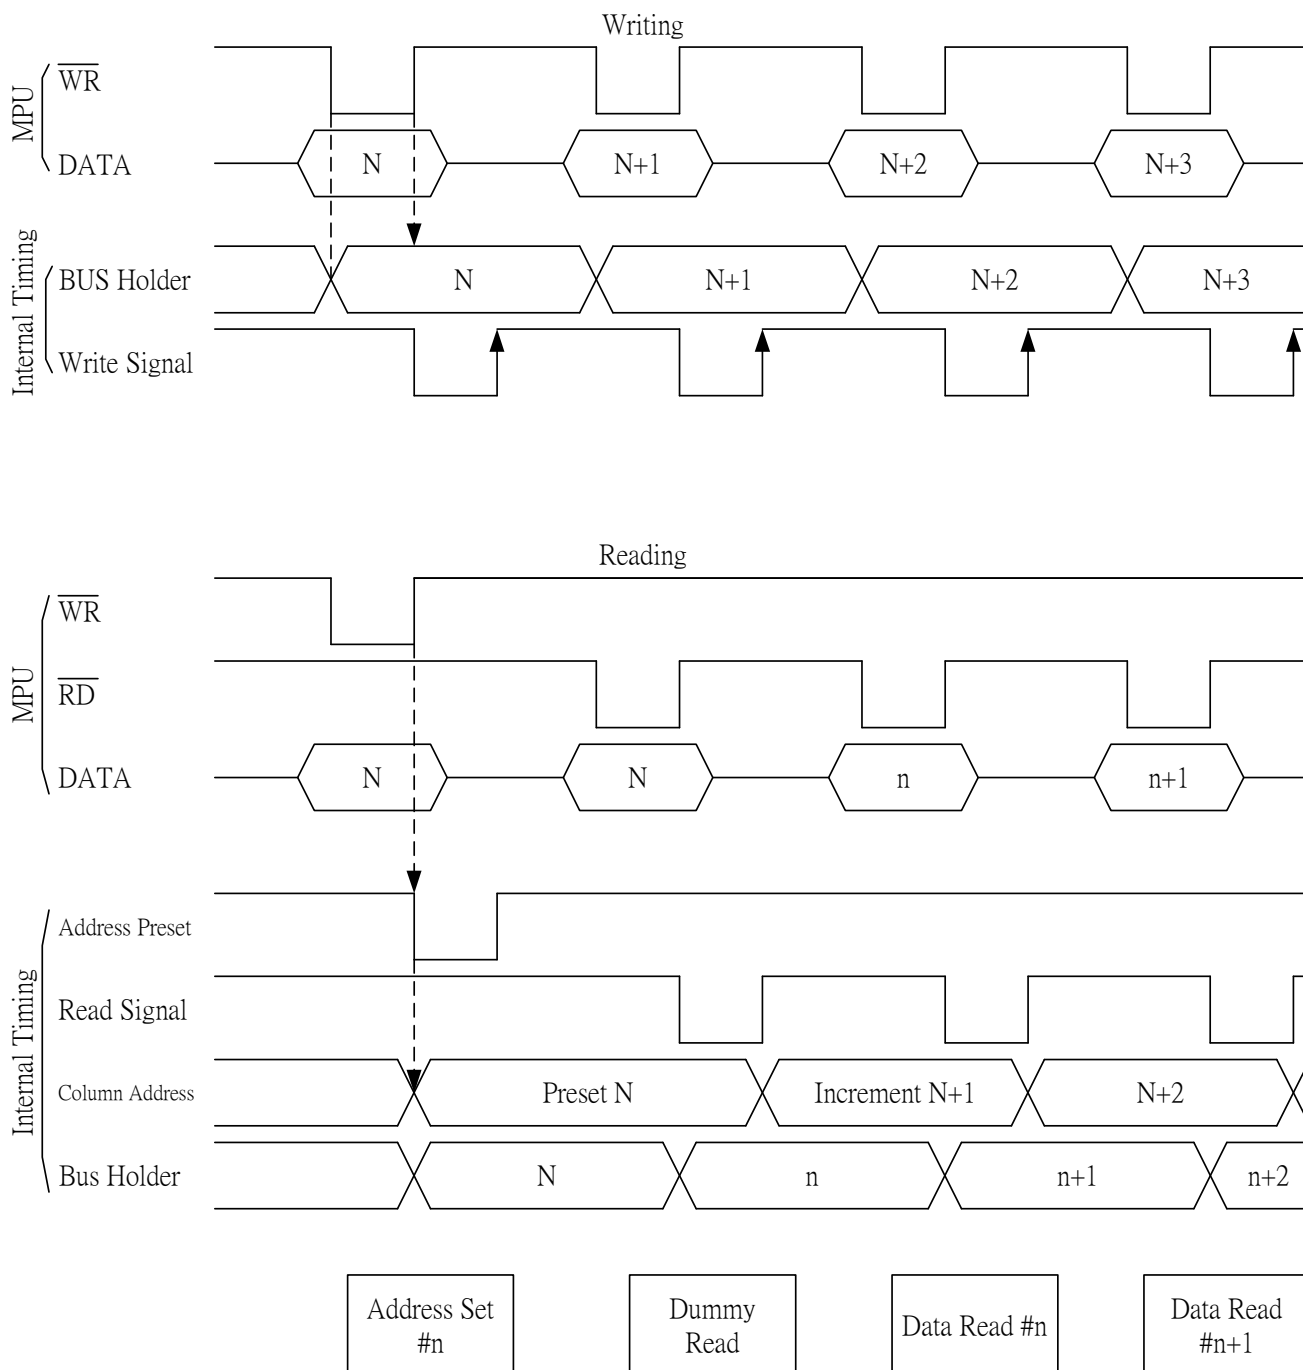 Writing
MPU
WR
DATA
N
N+1
N+2
N+3
Internal Timing
BUS Holder
N
N+1
N+2
N+3
Write Signal
Reading
MPU
WR
RD
DATA
N
N
n
n+1
Internal Timing
Address Preset
Read Signal
Column Address
Preset N
Increment N+1
N+2
Bus Holder
N
n
n+1
n+2
Address Set
#n
Dummy
Read
Data Read #n
Data Read
#n+1